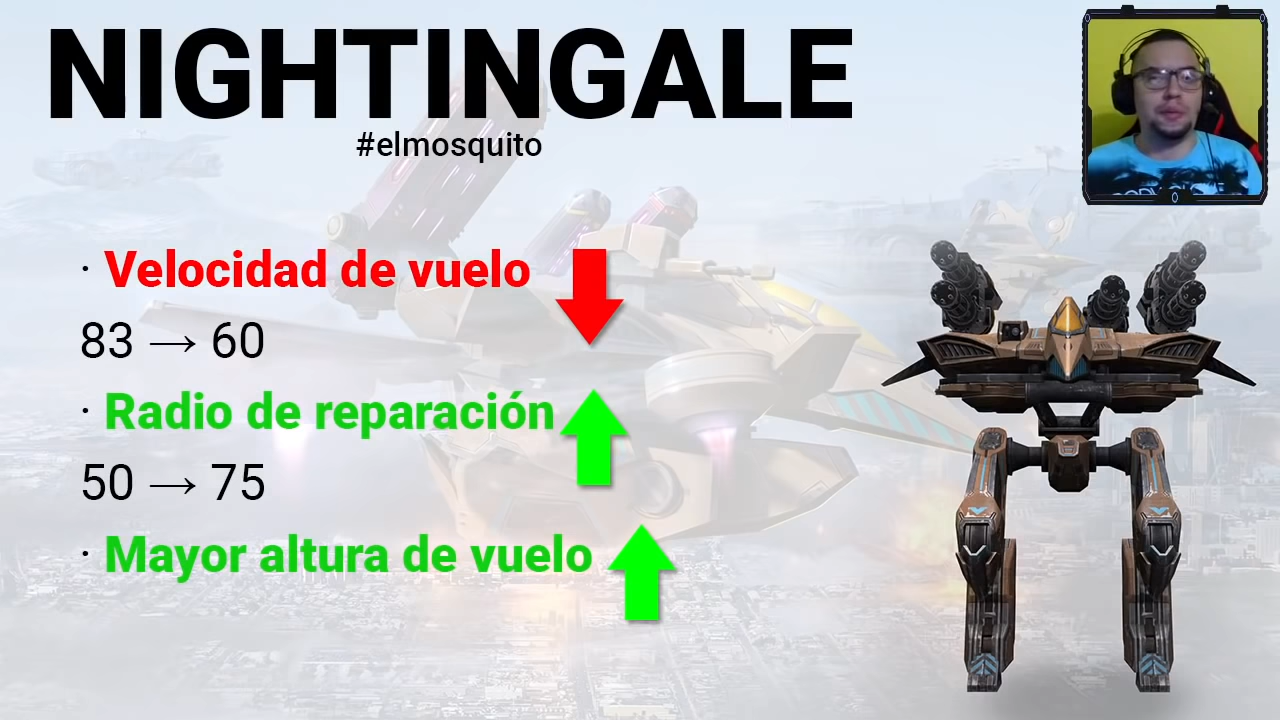 NIGHTINGALE
#elmosquito
· Velocidad de vuelo
83 → 60
· Radio de reparación
50 → 75
· Mayor altura de vuelo